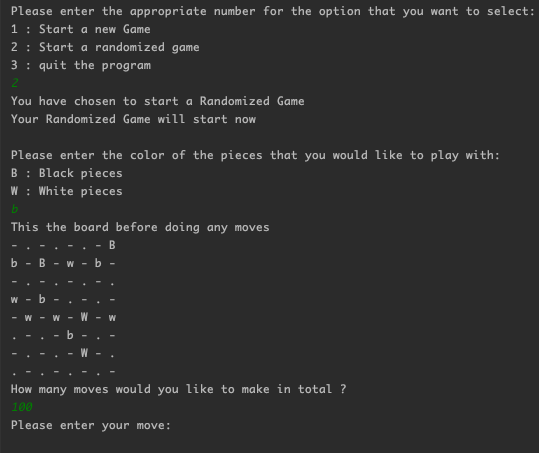 Please enter the appropriate number for the option that you want to select:
1 : Start a new Game
2 : Start a randomized game
3 : quit the program
2
You have chosen to start a Randomized Game
Your Randomized Game will start now

Please enter the color of the pieces that you would like to play with:
B : Black pieces
W : White pieces
b
This the board before doing any moves
- . - . - . - B
b - B - w - b -
- . - . - . - .
w - b - . - . -
- w - w - W - w
. - . - b - . -
- . - . - W - .
. - . - . - . -
How many moves would you like to make in total ?
100
Please enter your move: